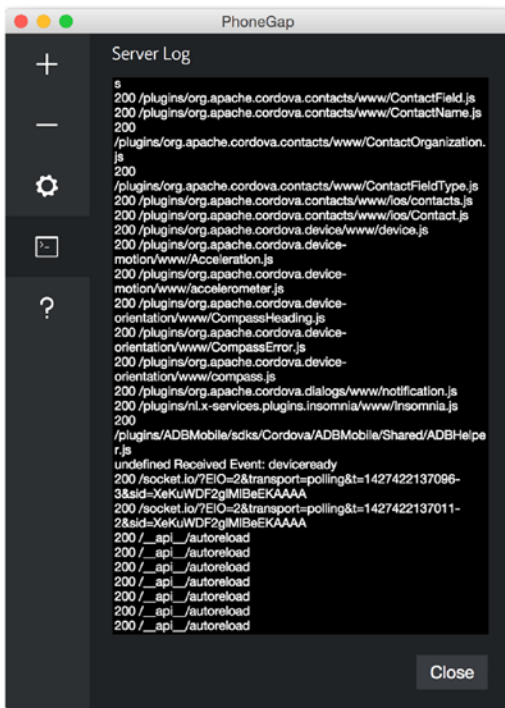 PhoneGap
Server Log
s
200 /plugins/org.apache.cordova.contacts/www/ContactField.js
200 /plugins/org.apache.cordova.contacts/www/ContactName.js
200
/plugins/org.apache.cordova.contacts/www/ContactOrganization.
js
200
/plugins/org.apache.cordova.contacts/www/ContactFieldType.js
200 /plugins/org.apache.cordova.contacts/www/ios/contacts.js
200 /plugins/org.apache.cordova.contacts/www/ios/Contact.js
200 /plugins/org.apache.cordova.device/www/device.js
200 /plugins/org.apache.cordova.device-
motion/www/Acceleration.js
200 /plugins/org.apache.cordova.device-
motion/www/accelerometer.js
200 /plugins/org.apache.cordova.device-
orientation/www/CompassHeading.js
200 /plugins/org.apache.cordova.device-
orientation/www/CompassError.js
200 /plugins/org.apache.cordova.device-
orientation/www/compass.js
200 /plugins/org.apache.cordova.dialogs/www/notification.js
200 /plugins/nl.x-services.plugins.insomnia/www/Insomnia.js
200
/plugins/ADBMobile/sdks/Cordova/ADBMobile/Shared/ADBHelpe
r.js
undefined Received Event: deviceready
200 /socket.io/?EIO=2&transport=polling&t=1427422137096-
3&sid=XeKuWDF2glMlBeEKAAAA
200 /socket.io/?EIO=2&transport=polling&t=1427422137011-
2&sid=XeKuWDF2glMlBeEKAAAA
200 /__api__/autoreload
200 /__api__/autoreload
200 /__api__/autoreload
200 /__api__/autoreload
200 /__api__/autoreload
200 /__api__/autoreload
200 /__api__/autoreload
Close